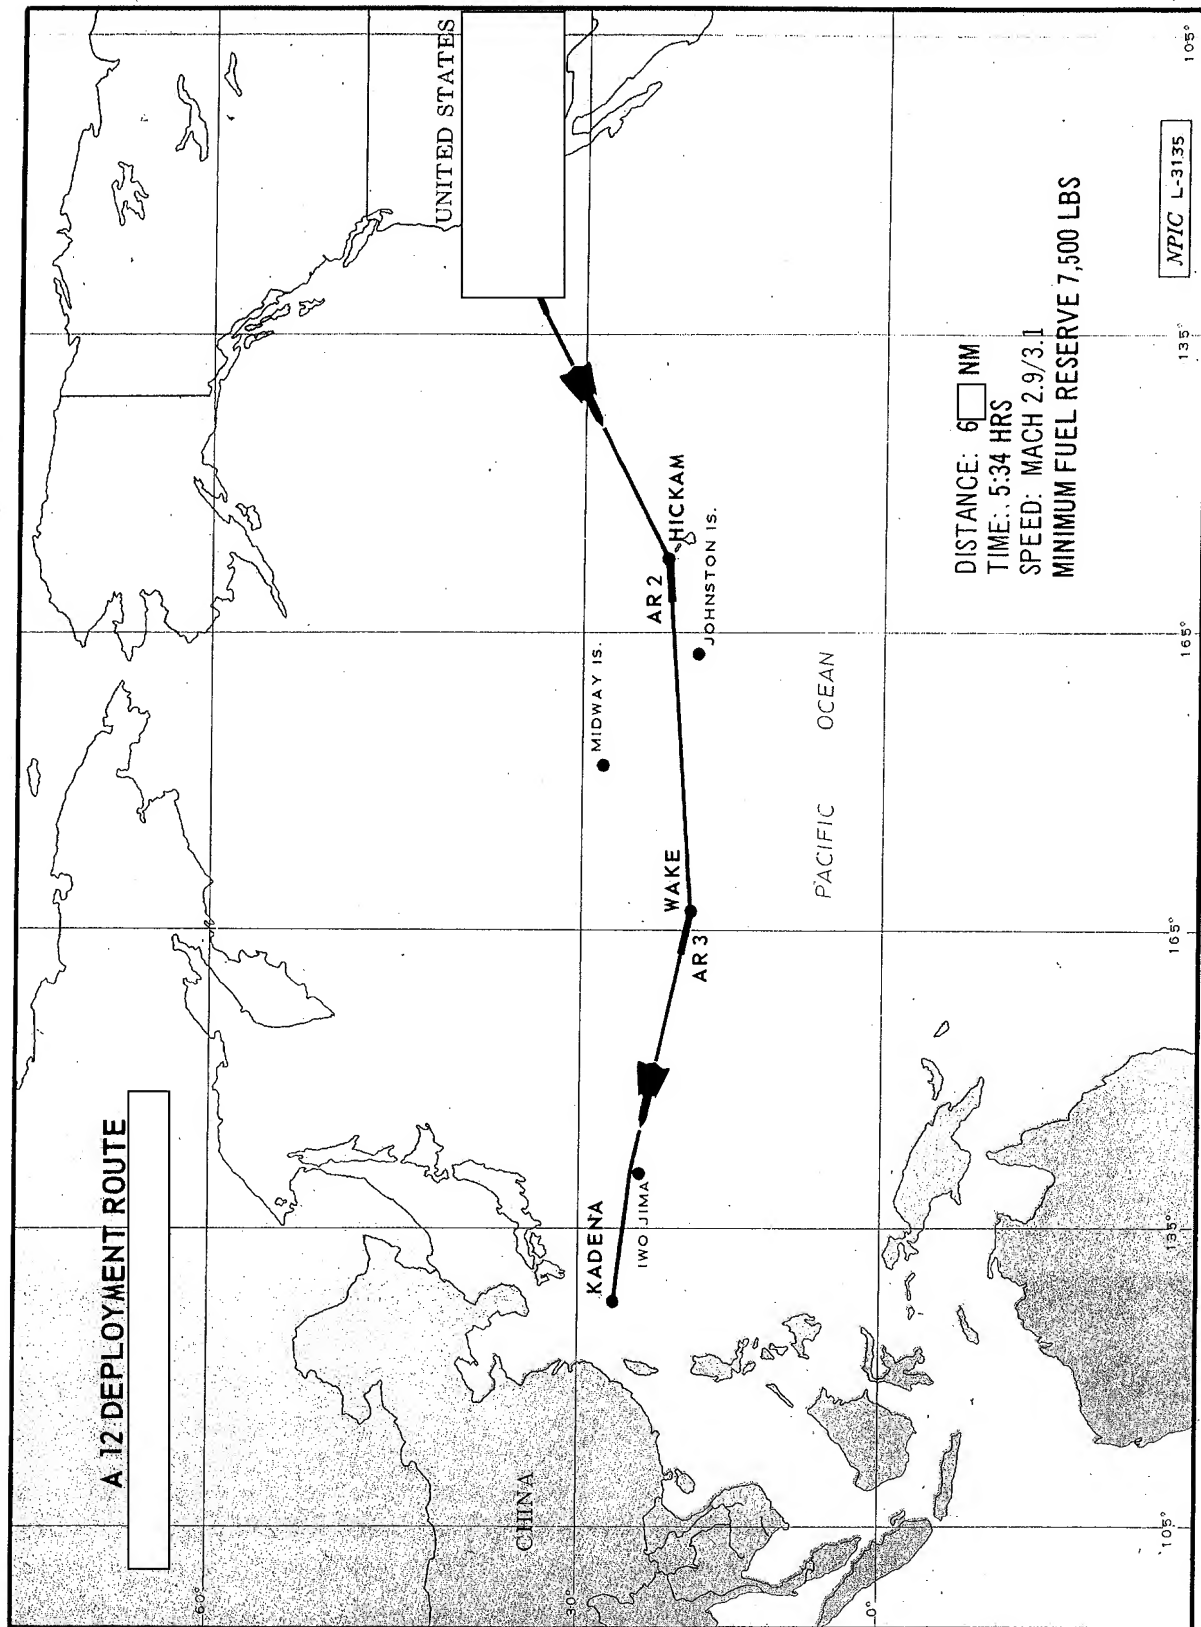 A 12 DEPLOYMENT ROUTE
UNITED STATES
CHINA
KADENA
IWO JIMA
WAKE
AR 3
MIDWAY IS.
AR 2
HICKAM
JOHNSTON IS.
PACIFIC OCEAN
DISTANCE: 6 NM
TIME: 5:34 HRS
SPEED: MACH 2.9/3.1
MINIMUM FUEL RESERVE 7,500 LBS
NPIC L-3135
60°
30°
0°
105°
135°
165°
165°
135°
105°